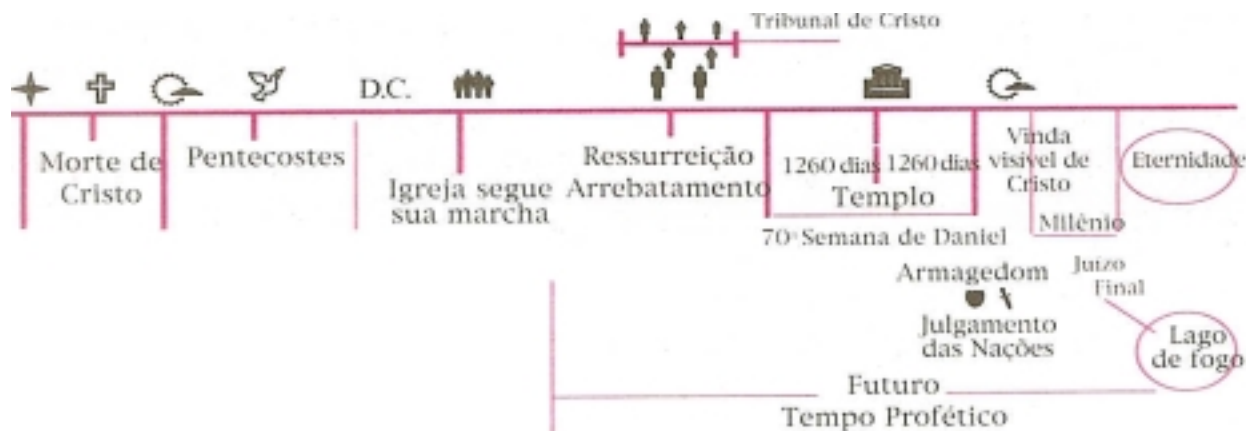 Tribunal de Cristo
D.C.
Morte de
Cristo
Pentecostes
Igreja segue
sua marcha
Ressurreição
Arrebatamento
1260 dias
1260 dias
Templo
70ª Semana de Daniel
Vinda
visível de
Cristo
Milênio
Eternidade
Armagedom
Julgamento
das Nações
Juízo
Final
Lago
de fogo
Futuro
Tempo Profético